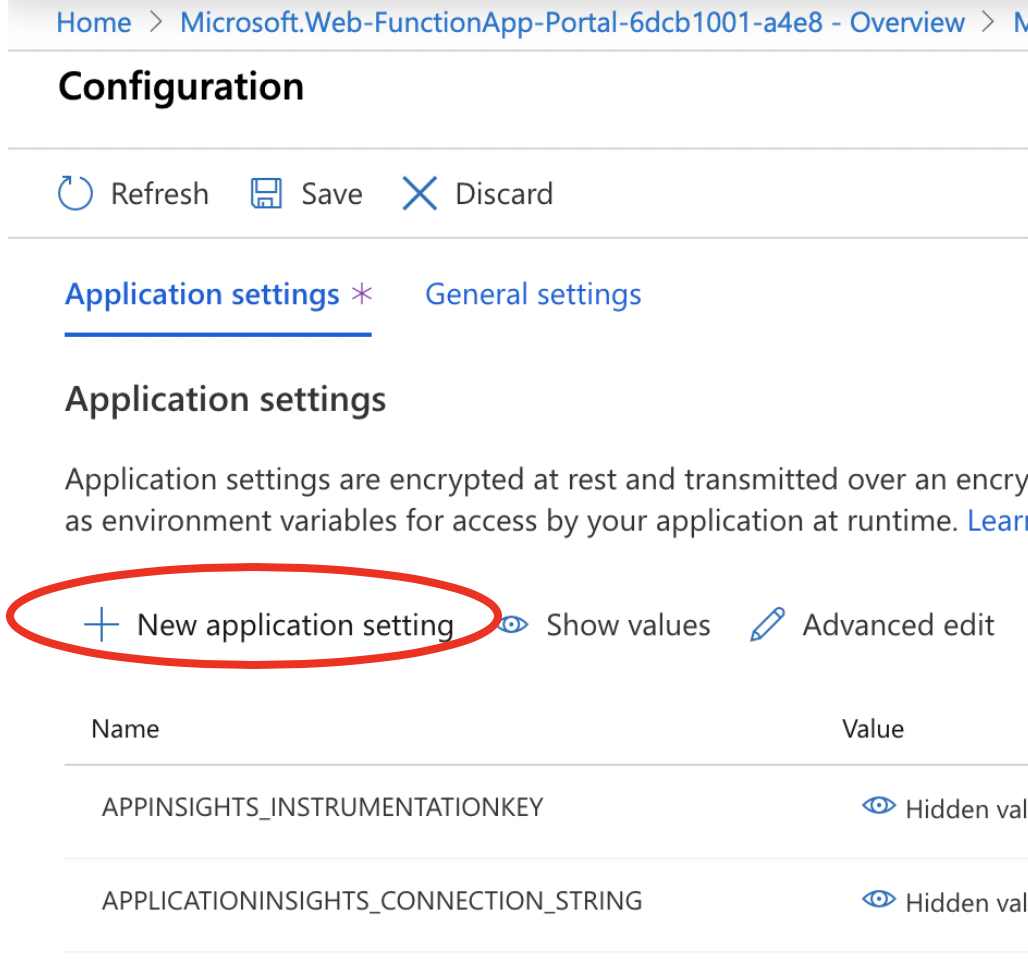 Home > Microsoft.Web-FunctionApp-Portal-6dcb1001-a4e8 - Overview >
Configuration
Refresh Save Discard
Application settings * General settings
Application settings
Application settings are encrypted at rest and transmitted over an encry
as environment variables for access by your application at runtime. Lear
+ New application setting Show values Advanced edit
Name Value
APPINSIGHTS_INSTRUMENTATIONKEY Hidden val
APPLICATIONINSIGHTS_CONNECTION_STRING Hidden val